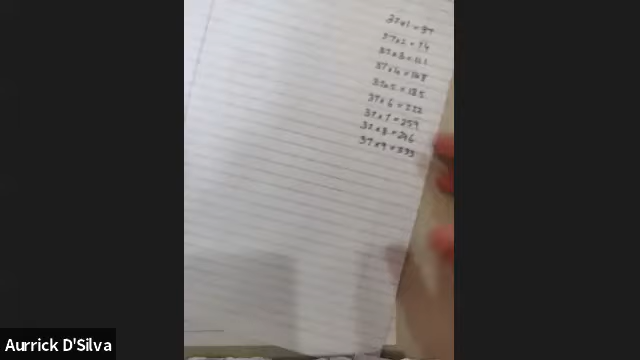 37x1 = 37
37x2 = 74
37x3 = 111
37x4 = 148
37x5 = 185
37x6 = 222
37x7 = 259
37x8 = 296
37x9 = 333
Aurrick D'Silva